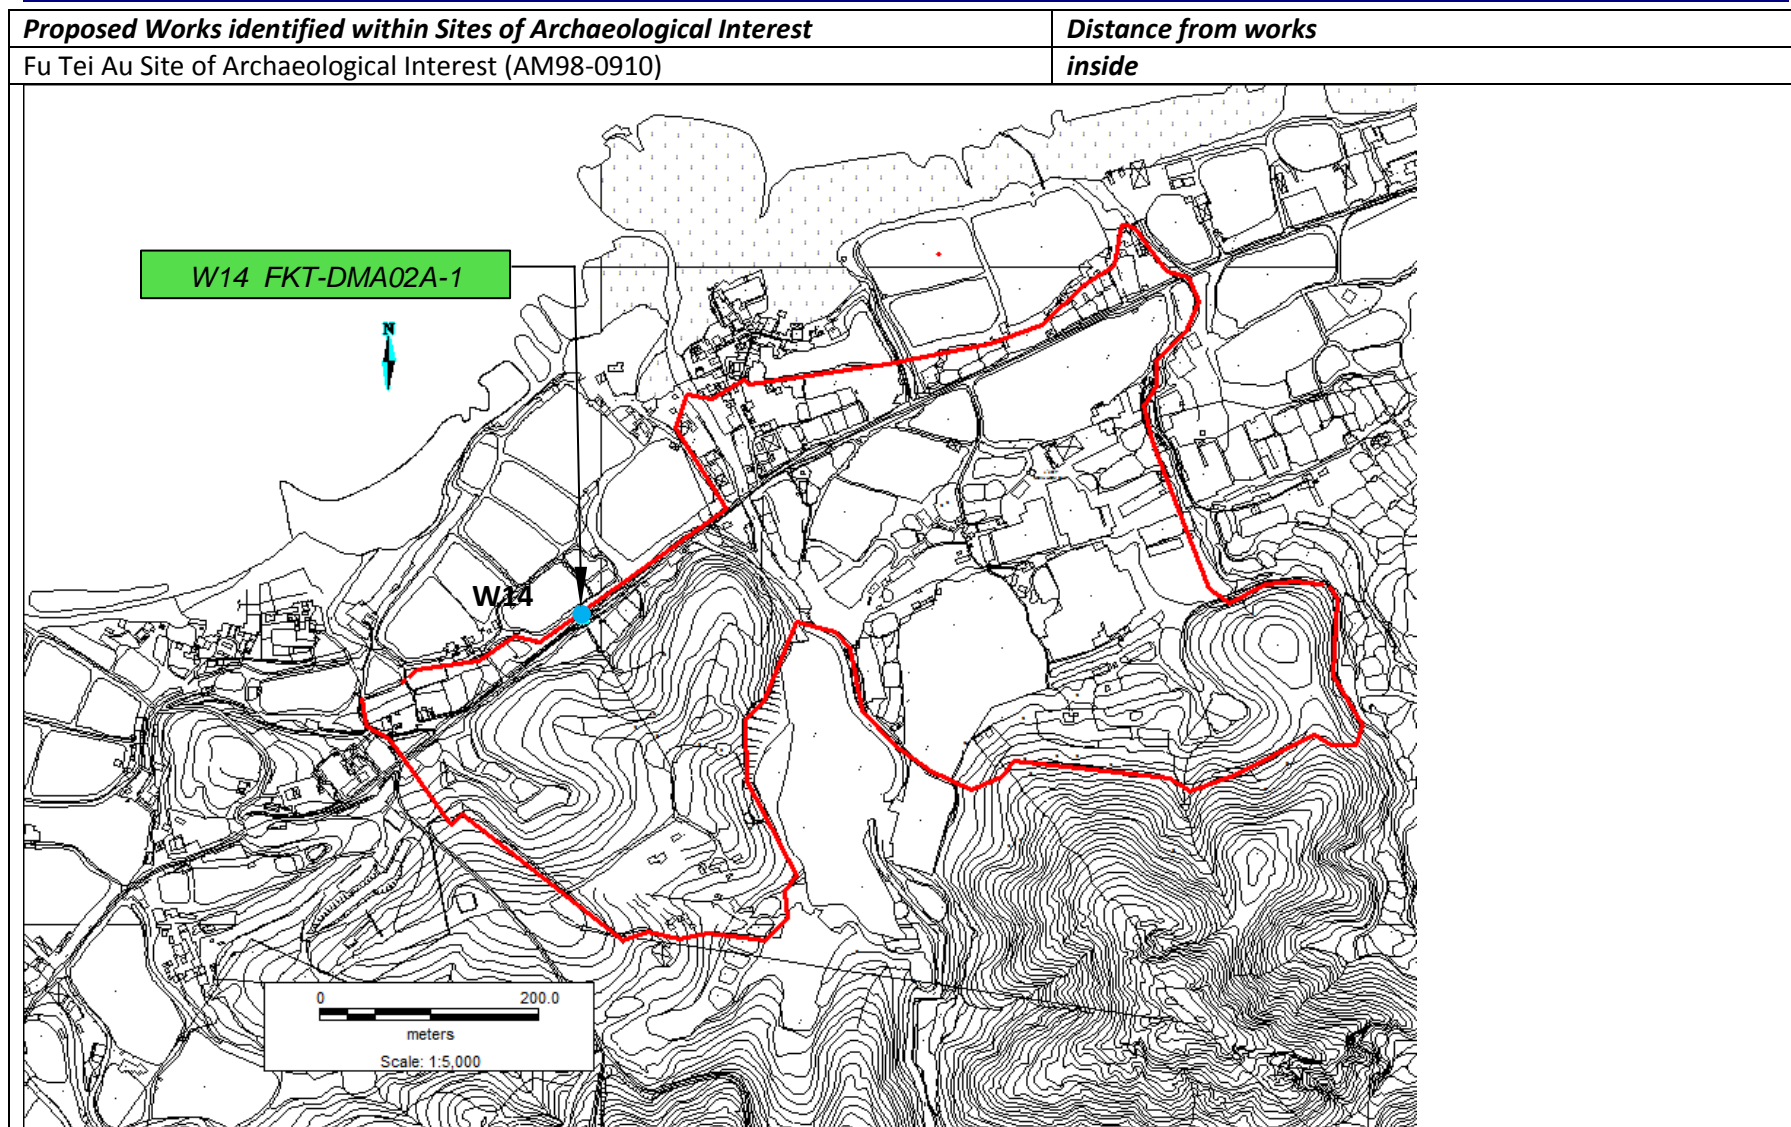 Proposed Works identified within Sites of Archaeological Interest
Distance from works
Fu Tei Au Site of Archaeological Interest (AM98-0910)
inside
W14 FKT-DMA02A-1
N
W14
0 200.0
meters
Scale: 1:5,000